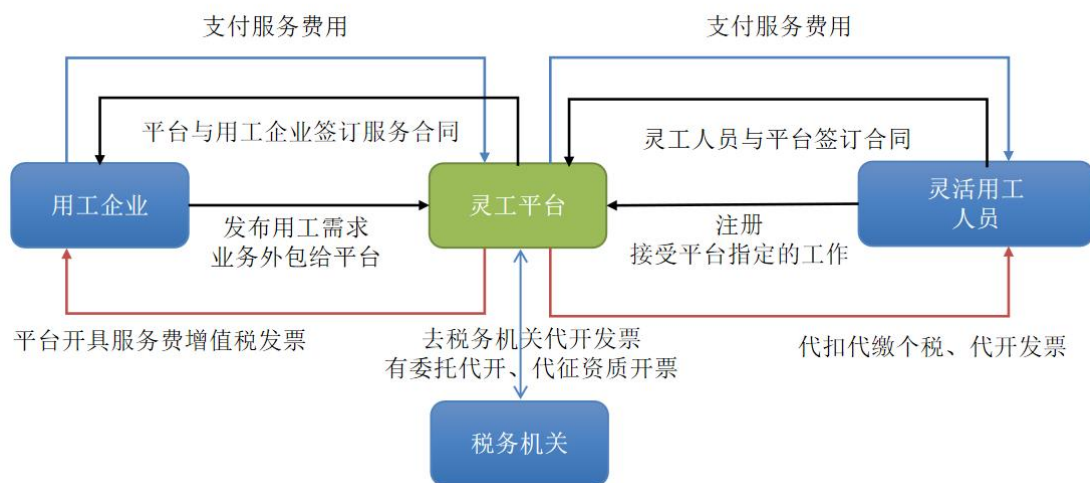 支付服务费用
支付服务费用
平台与用工企业签订服务合同
灵工人员与平台签订合同
用工企业
灵工平台
灵活用工
人员
发布用工需求
业务外包给平台
注册
接受平台指定的工作
平台开具服务费增值税发票
去税务机关代开发票
有委托代开、代征资质开票
代扣代缴个税、代开发票
税务机关